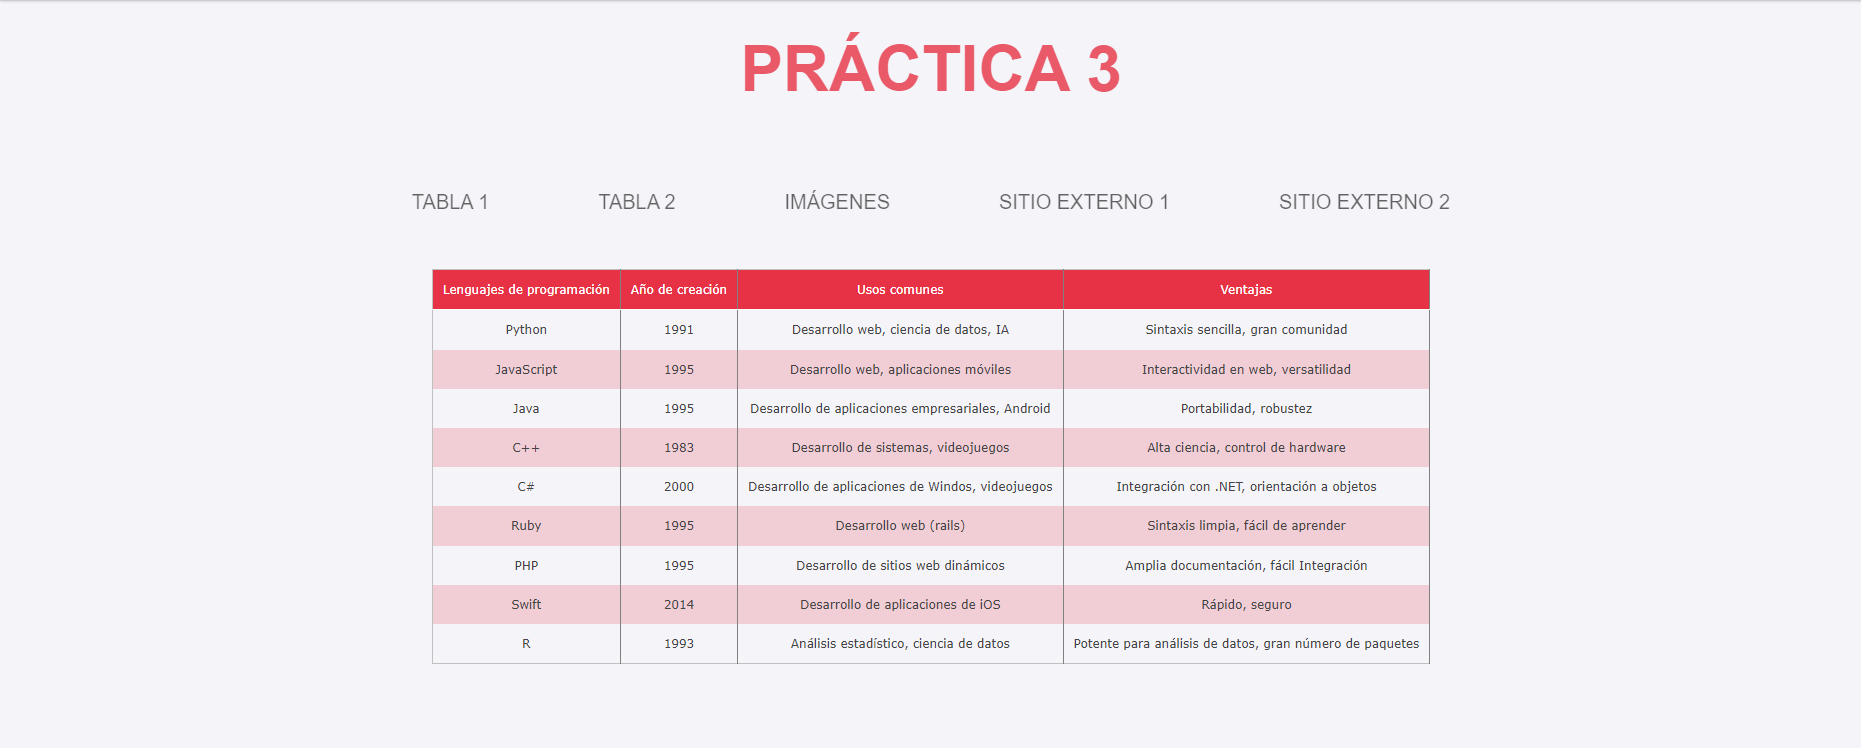 PRÁCTICA 3
TABLA 1 TABLA 2 IMÁGENES SITIO EXTERNO 1 SITIO EXTERNO 2
Lenguajes de programación Año de creación Usos comunes Ventajas
Python 1991 Desarrollo web, ciencia de datos, IA Sintaxis sencilla, gran comunidad
JavaScript 1995 Desarrollo web, aplicaciones móviles Interactividad en web, versatilidad
Java 1995 Desarrollo de aplicaciones empresariales, Android Portabilidad, robustez
C++ 1983 Desarrollo de sistemas, videojuegos Alta ciencia, control de hardware
C# 2000 Desarrollo de aplicaciones de Windos, videojuegos Integración con .NET, orientación a objetos
Ruby 1995 Desarrollo web (rails) Sintaxis limpia, fácil de aprender
PHP 1995 Desarrollo de sitios web dinámicos Amplia documentación, fácil Integración
Swift 2014 Desarrollo de aplicaciones de iOS Rápido, seguro
R 1993 Análisis estadístico, ciencia de datos Potente para análisis de datos, gran número de paquetes